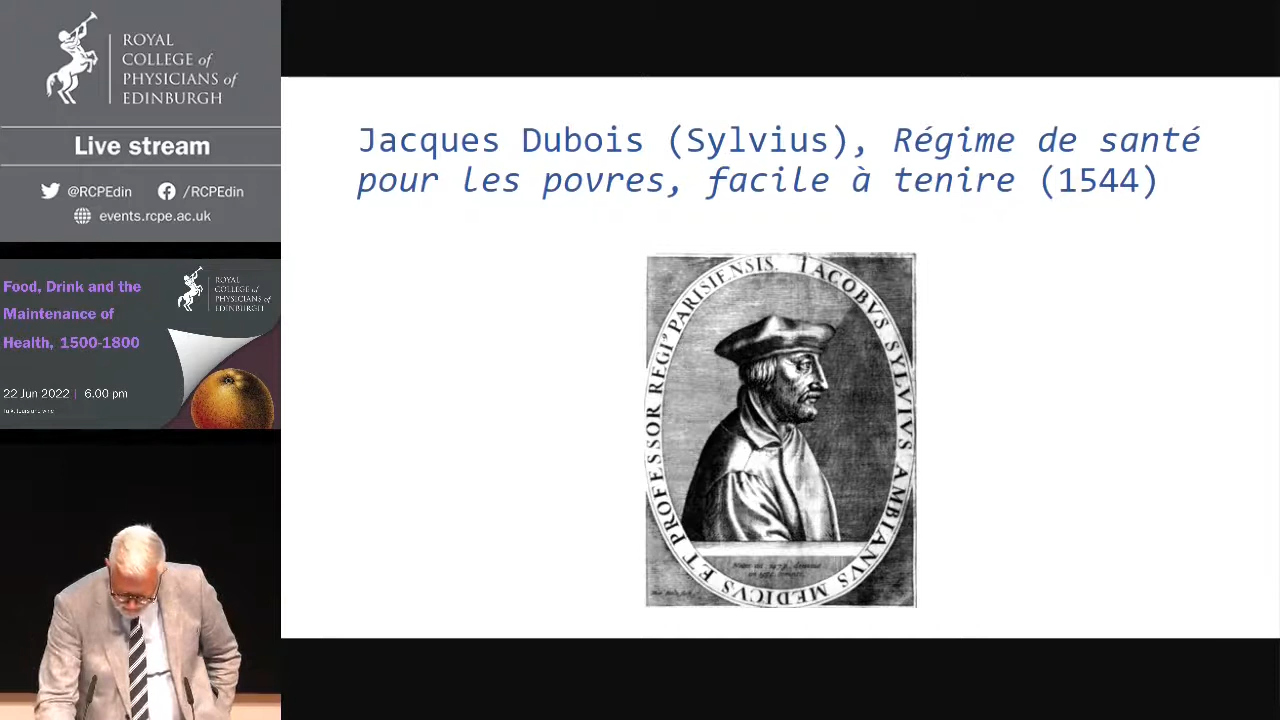 ROYAL
COLLEGE of
PHYSICIANS of
EDINBURGH
Live stream
@RCPEdin /RCPEdin
events.rcpe.ac.uk
Food, Drink and the
Maintenance of
Health, 1500-1800
ROYAL
COLLEGE of
PHYSICIANS of
EDINBURGH
22 Jun 2022 | 6.00 pm
Jacques Dubois (Sylvius), Régime de santé
pour les povres, facile à tenire (1544)
IACOBVS SYLVIVS AMBIANVS MEDICVS ET PROFESSOR REGI9 PARISIENSIS.